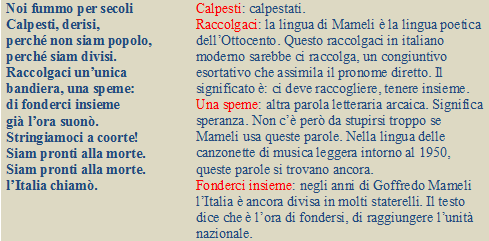 Noi fummo per secoli
Calpesti, derisi,
perché non siam popolo,
perché siam divisi.
Raccolgaci un'unica
bandiera, una speme:
di fonderci insieme
già l'ora suonò.
Stringiamoci a coorte!
Siam pronti alla morte.
Siam pronti alla morte.
l'Italia chiamò.
Calpesti: calpestati.
Raccolgaci: la lingua di Mameli è la lingua poetica
dell'Ottocento. Questo raccolgaci in italiano
moderno sarebbe ci raccolga, un congiuntivo
esortativo che assimila il pronome diretto. Il
significato è: ci deve raccogliere, tenere insieme.
Una speme: altra parola letteraria arcaica. Significa
speranza. Non c'è però da stupirsi troppo se
Mameli usa queste parole. Nella lingua delle
canzonette di musica leggera intorno al 1950,
queste parole si trovano ancora.
Fonderci insieme: negli anni di Goffredo Mameli
l'Italia è ancora divisa in molti staterelli. Il testo
dice che è l'ora di fondersi, di raggiungere l'unità
nazionale.